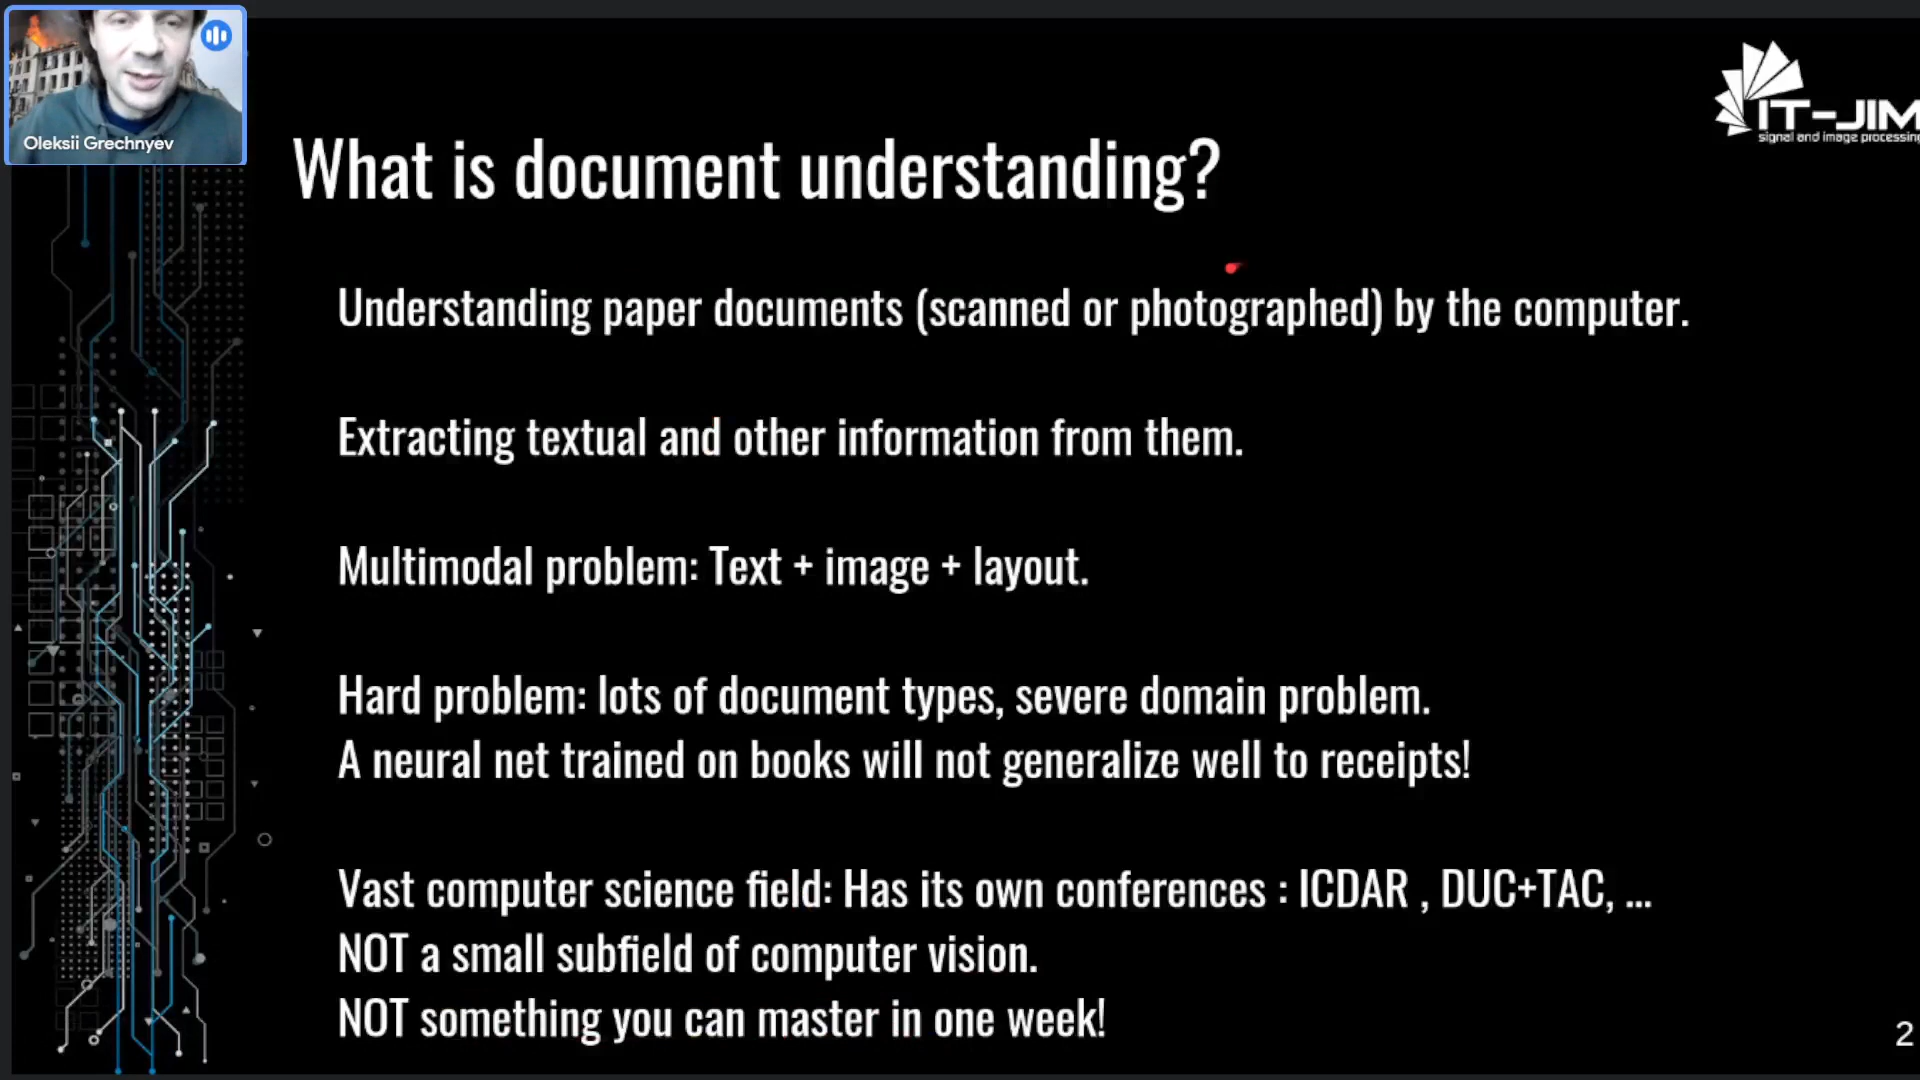 Oleksii Grechnyev
IT-JIM
signal and image processing
What is document understanding?
Understanding paper documents (scanned or photographed) by the computer.
Extracting textual and other information from them.
Multimodal problem: Text + image + layout.
Hard problem: lots of document types, severe domain problem.
A neural net trained on books will not generalize well to receipts!
Vast computer science field: Has its own conferences : ICDAR , DUC+TAC, ...
NOT a small subfield of computer vision.
NOT something you can master in one week!
2